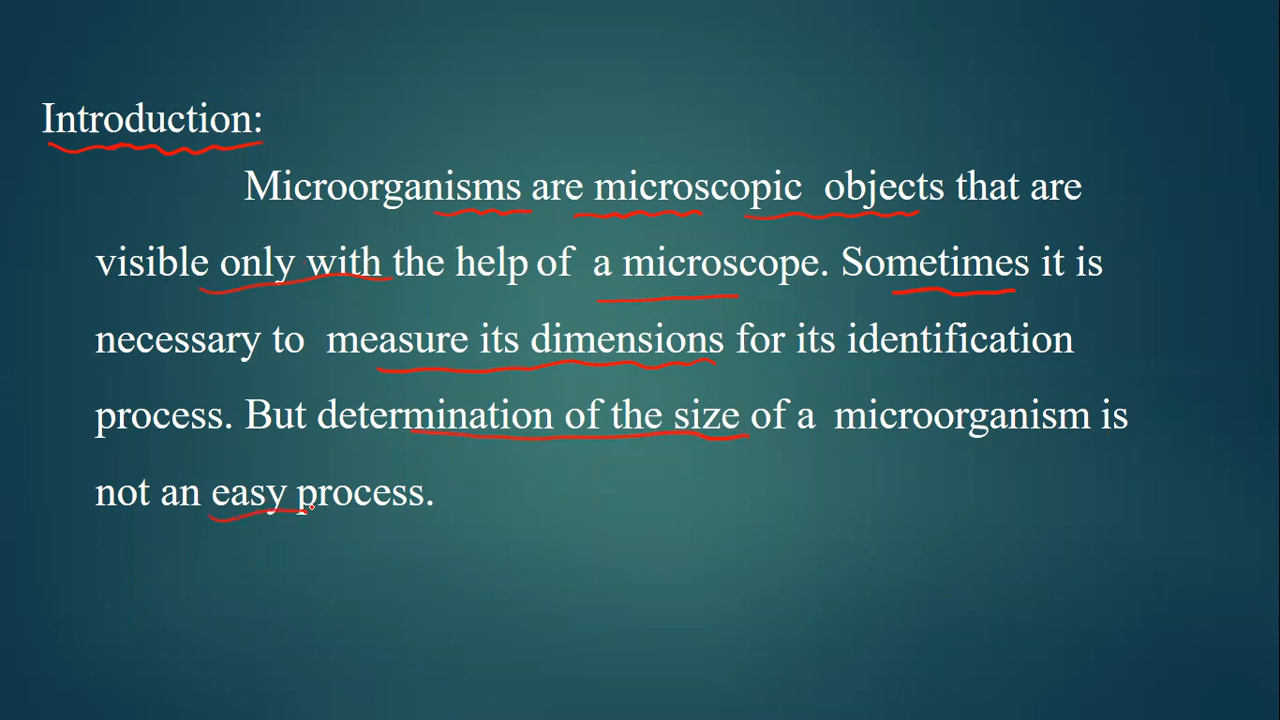 Introduction:
Microorganisms are microscopic objects that are
visible only with the help of a microscope. Sometimes it is
necessary to measure its dimensions for its identification
process. But determination of the size of a microorganism is
not an easy process.